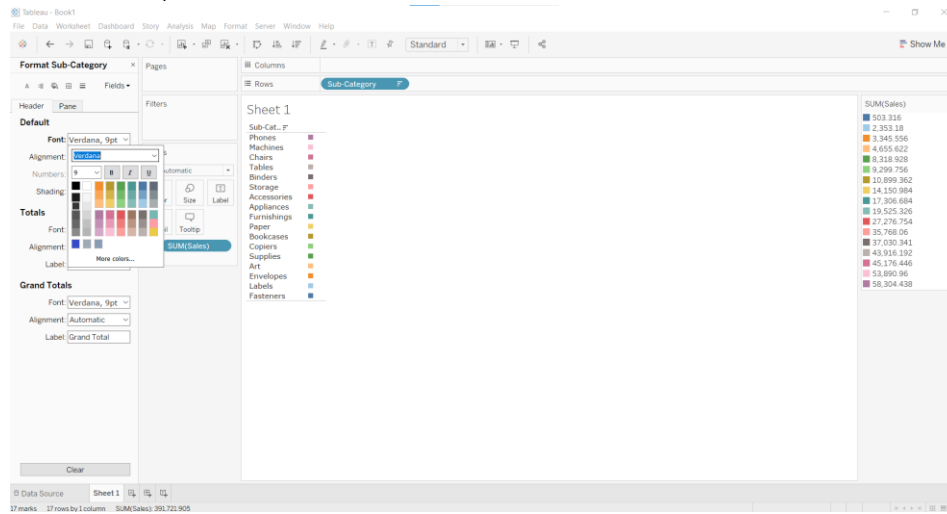 Tableau - Book1
File Data Worksheet Dashboard Story Analysis Map Format Server Window Help
Standard
Show Me
Format Sub-Category ×
Fields
Header Pane
Default
Font: Verdana, 9pt
Alignment:
Verdana
Numbers:
9 B I U
Shading:
Totals
Font
Alignment
More colors...
Label:
Grand Totals
Font: Verdana, 9pt
Alignment: Automatic
Label: Grand Total
Clear
Pages
Filters
s
utomatic
r Size Label
Tooltip
SUM(Sales)
Columns
Rows Sub-Category
Sheet 1
Sub-Cat..
Phones
Machines
Chairs
Tables
Binders
Storage
Accessories
Appliances
Furnishings
Paper
Bookcases
Copiers
Supplies
Art
Envelopes
Labels
Fasteners
SUM(Sales)
503.316
2,353.18
3,345.556
4,655.622
8,318.928
9,299.756
10,899.362
14,150.984
17,306.684
19,525.326
27,276.754
35,768.06
37,030.341
43,916.192
45,176.446
53,890.96
58,304.438
Data Source Sheet 1
17 marks 17 rows by 1 column SUM(Sales): 391,721.905